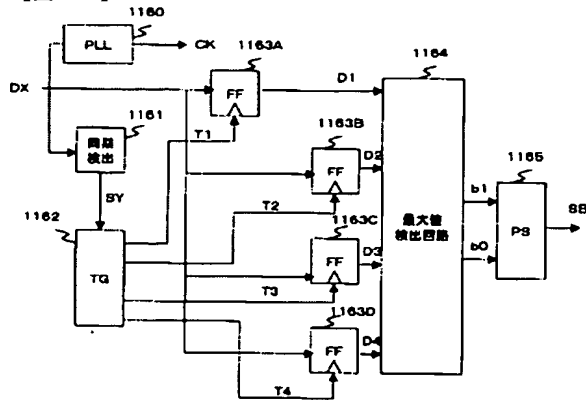 1160
PLL
CK
1163A
1164
DX
FF
D1
1161
1163B
同期
検出
T1
FF
D2
1165
1162
SY
T2
1163C
最大値
検出回路
b1
PS
TG
FF
D3
b0
T3
1163D
FF
D4
T4